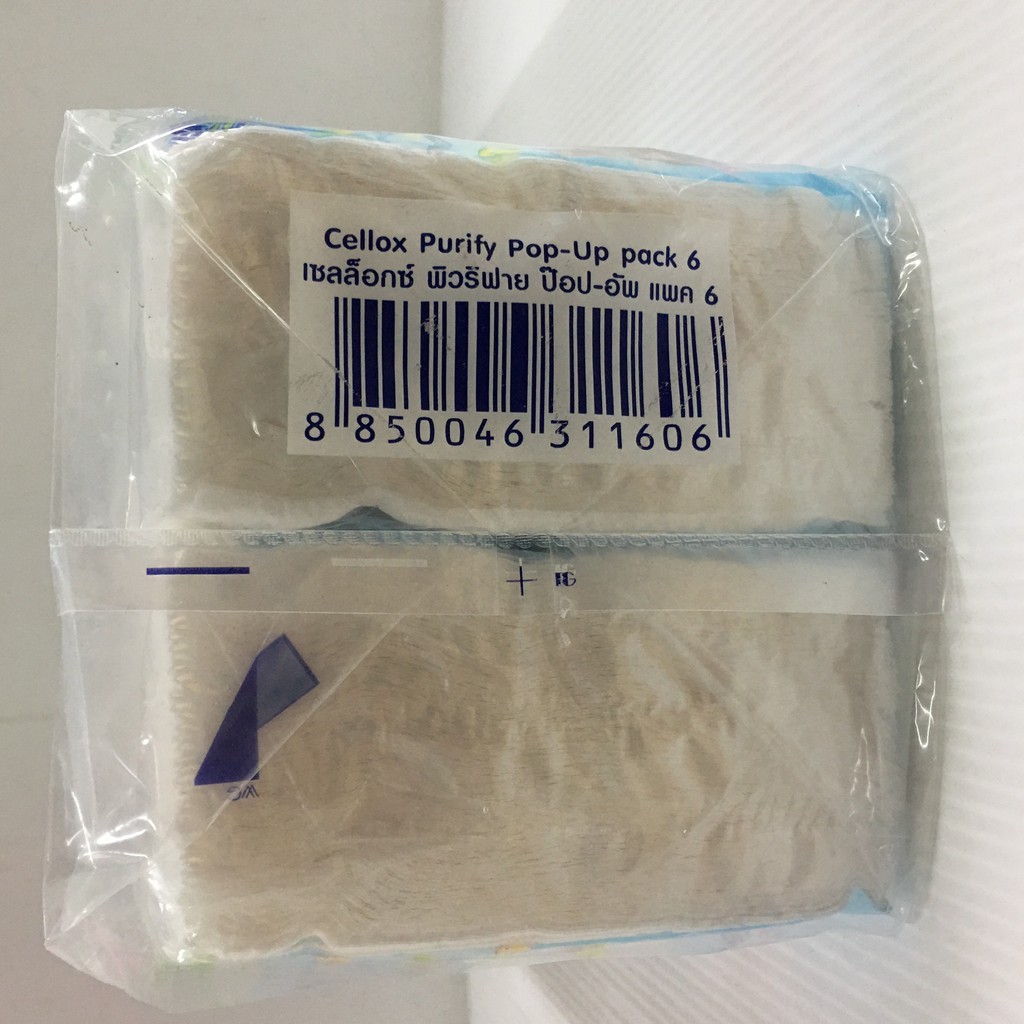 Cellox Purify Pop-Up pack 6
เซลล็อกซ์ พิวริฟาย ป๊อป-อัพ แพค 6
8 850046 311606